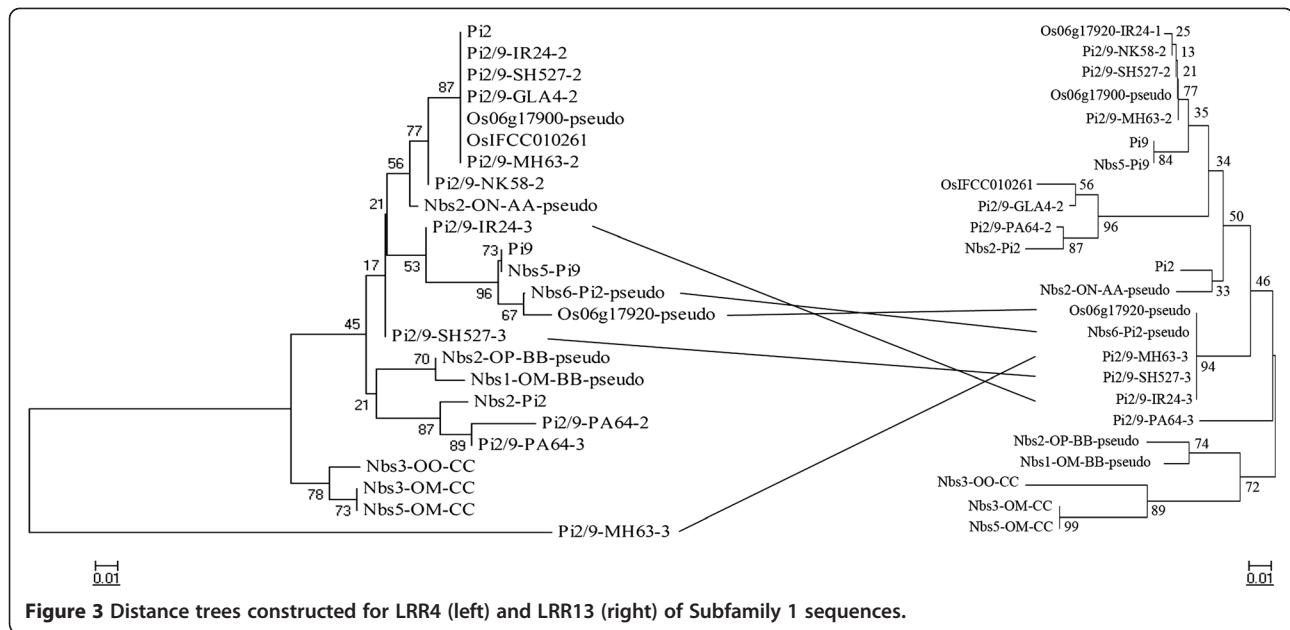 Pi2
Pi2/9-IR24-2
Pi2/9-SH527-2
87
Pi2/9-GLA4-2
Os06g17900-pseudo
77
OsIFCC010261
Pi2/9-MH63-2
56
Pi2/9-NK58-2
21
Nbs2-ON-AA-pseudo
Pi2/9-IR24-3
73
Pi9
53
Nbs5-Pi9
17
96
Nbs6-Pi2-pseudo
67
Os06g17920-pseudo
45
Pi2/9-SH527-3
70
Nbs2-OP-BB-pseudo
Nbs1-OM-BB-pseudo
21
Nbs2-Pi2
87
Pi2/9-PA64-2
89
Pi2/9-PA64-3
Nbs3-OO-CC
78
Nbs3-OM-CC
73
Nbs5-OM-CC
Pi2/9-MH63-3
0.01
Os06g17920-IR24-1
25
Pi2/9-NK58-2
13
Pi2/9-SH527-2
21
Os06g17900-pseudo
77
Pi2/9-MH63-2
35
Pi9
84
Nbs5-Pi9
34
OsIFCC010261
56
Pi2/9-GLA4-2
96
Pi2/9-PA64-2
50
87
Nbs2-Pi2
Pi2
46
Nbs2-ON-AA-pseudo
33
Os06g17920-pseudo
Nbs6-Pi2-pseudo
Pi2/9-MH63-3
94
Pi2/9-SH527-3
Pi2/9-IR24-3
Pi2/9-PA64-3
Nbs2-OP-BB-pseudo
74
Nbs1-OM-BB-pseudo
72
Nbs3-OO-CC
89
Nbs3-OM-CC
99
Nbs5-OM-CC
0.01
Figure 3 Distance trees constructed for LRR4 (left) and LRR13 (right) of Subfamily 1 sequences.